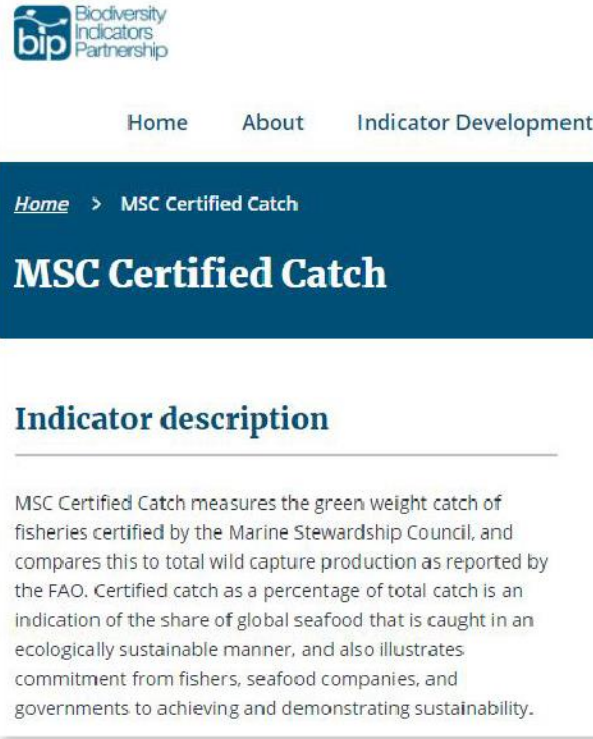 Biodiversity
Indicators
bip Partnership
Home About Indicator Development
Home > MSC Certified Catch
MSC Certified Catch
Indicator description
MSC Certified Catch measures the green weight catch of
fisheries certified by the Marine Stewardship Council, and
compares this to total wild capture production as reported by
the FAO. Certified catch as a percentage of total catch is an
indication of the share of global seafood that is caught in an
ecologically sustainable manner, and also illustrates
commitment from fishers, seafood companies, and
governments to achieving and demonstrating sustainability.